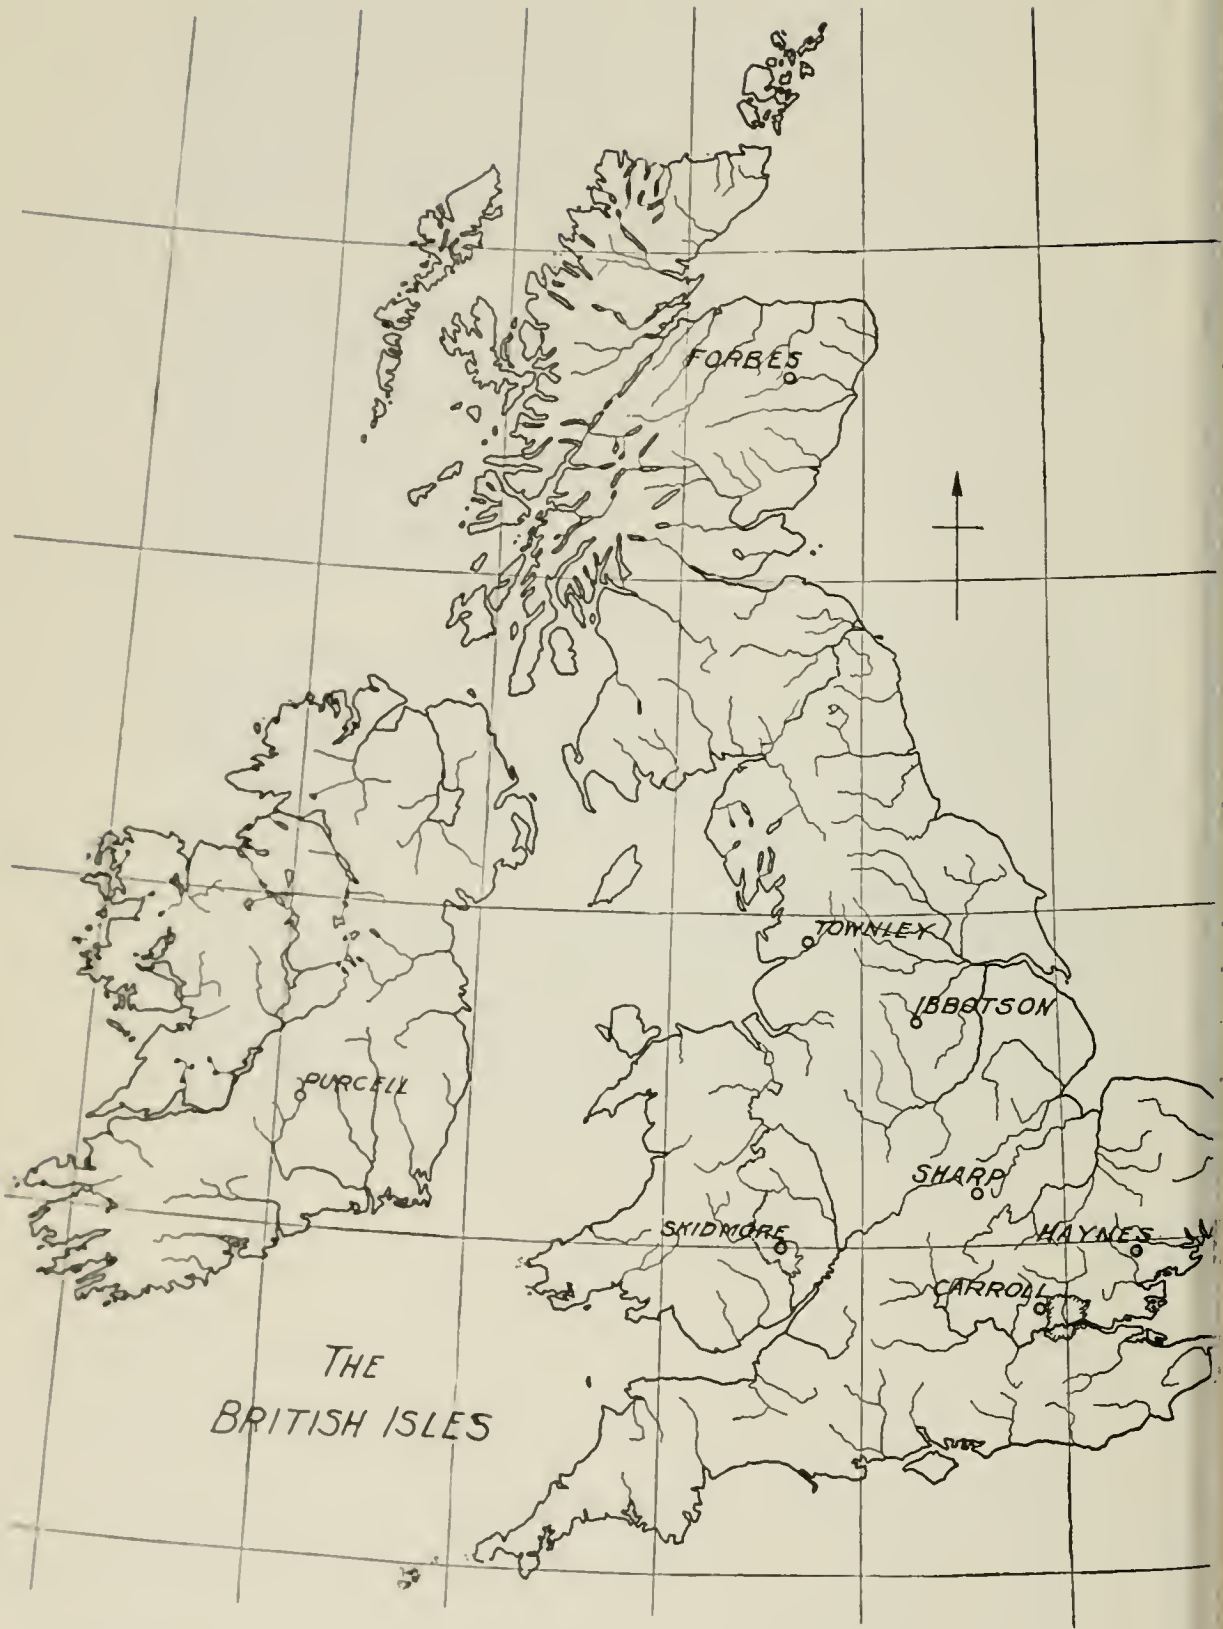 FORBES
TOWNLEY
IBBOTSON
PURCELL
SHARP
SKIDMORE
HAYNES
CARROLL
THE
BRITISH ISLES